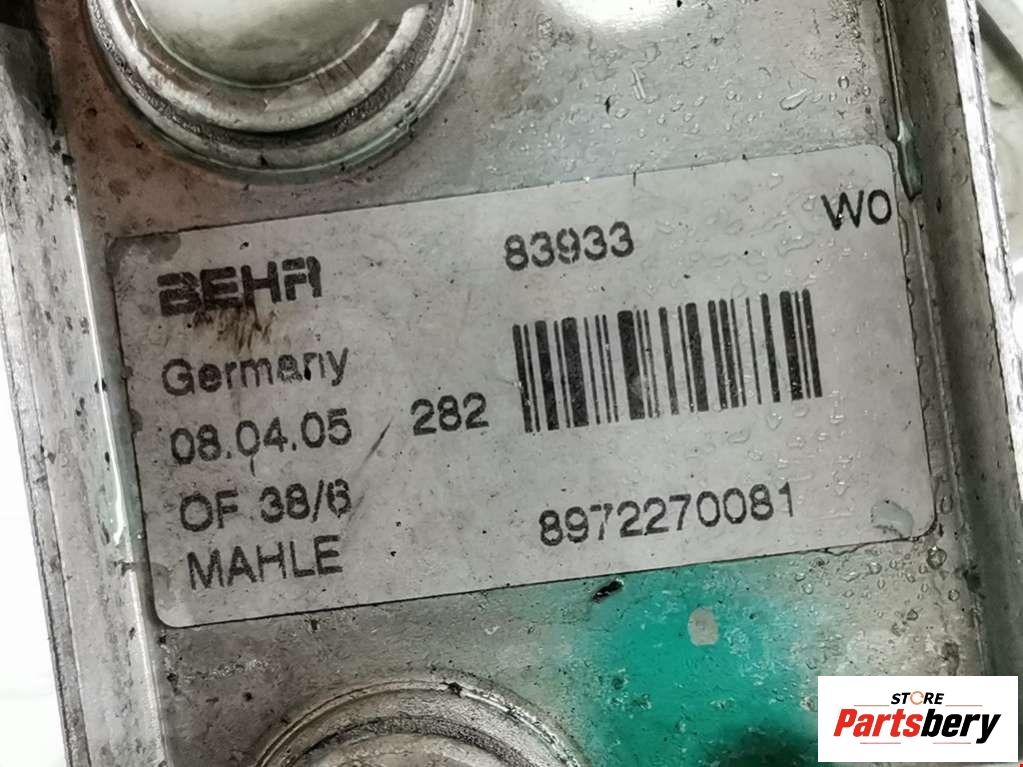 83933
W0
BEHR
Germany
08.04.05
282
OF 38/6
8972270081
MAHLE
STORE
Partsbery